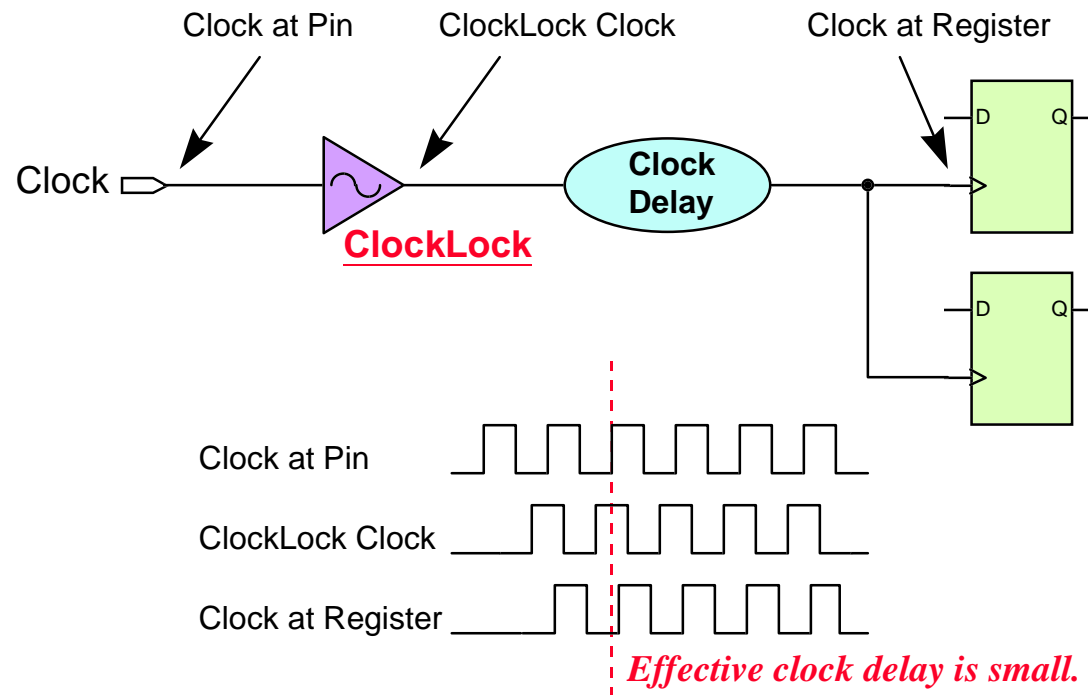 Clock at Pin
ClockLock Clock
Clock at Register
Clock
ClockLock
Clock
Delay
D Q
D Q
Clock at Pin
ClockLock Clock
Clock at Register
Effective clock delay is small.